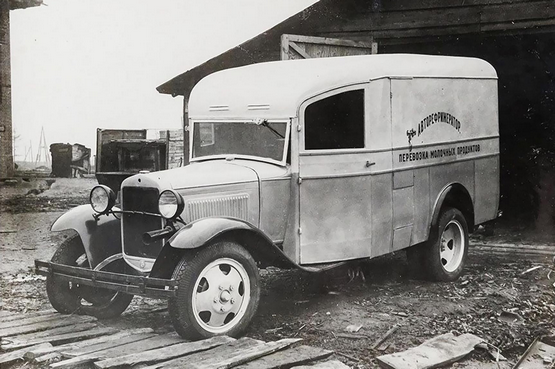 АВТОРЕФРИЖЕРАТОР
ПЕРЕВОЗКА МОЛОЧНЫХ ПРОДУКТОВ